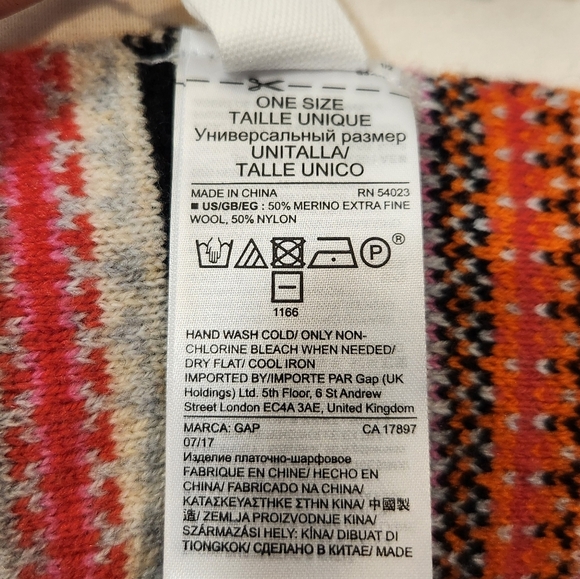 ONE SIZE
TAILLE UNIQUE
Универсальный размер
UNITALLA/
TALLE UNICO
MADE IN CHINA RN 54023
■ US/GB/EG : 50% MERINO EXTRA FINE
WOOL, 50% NYLON
P ®
1166
HAND WASH COLD/ ONLY NON-
CHLORINE BLEACH WHEN NEEDED/
DRY FLAT/ COOL IRON
IMPORTED BY/IMPORTE PAR Gap (UK
Holdings) Ltd. 5th Floor, 6 St Andrew
Street London EC4A 3AE, United Kingdom
MARCA: GAP CA 17897
07/17
Изделие платочно-шарфовое
FABRIQUE EN CHINE/ HECHO EN
CHINA/ FABRICADO NA CHINA/
ΚΑΤΑΣΚΕΥΑΣΤΗΚΕ ΣΤΗΝ ΚΙΝΑ/ 中國製
造/ ZEMLJA PROIZVODNJE KINA/
SZÁRMAZÁSI HELY: KÍNA/ DIBUAT DI
TIONGKOK/ СДЕЛАНО В КИТАЕ/ MADE